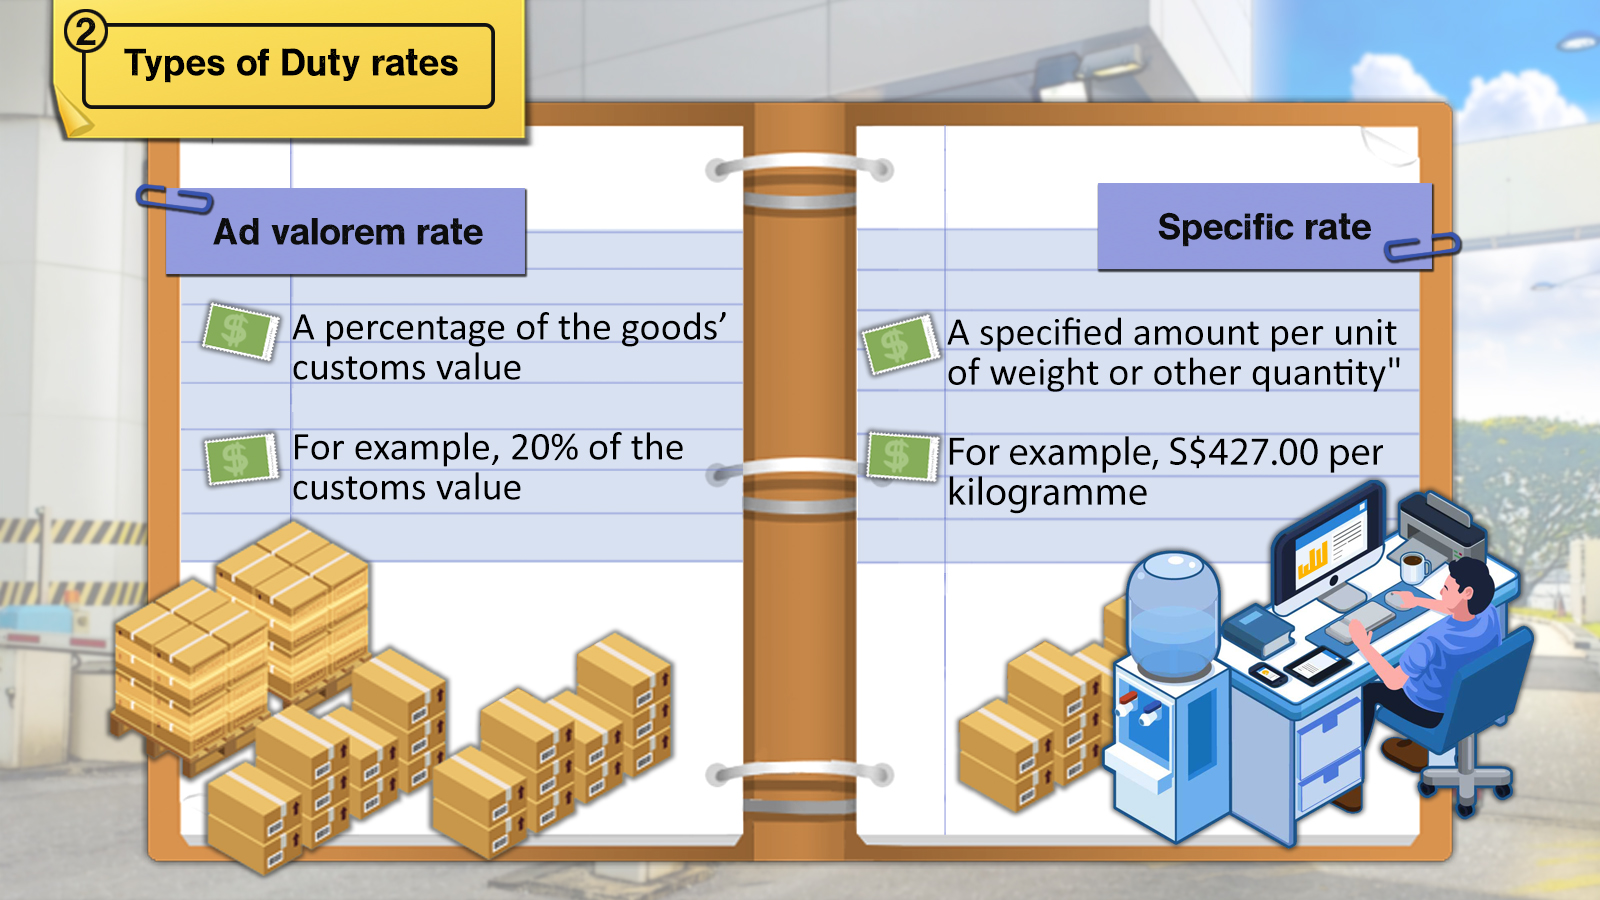 2
Types of Duty rates
Ad valorem rate
A percentage of the goods’
customs value
For example, 20% of the
customs value
Specific rate
A specified amount per unit
of weight or other quantity"
For example, S$427.00 per
kilogramme